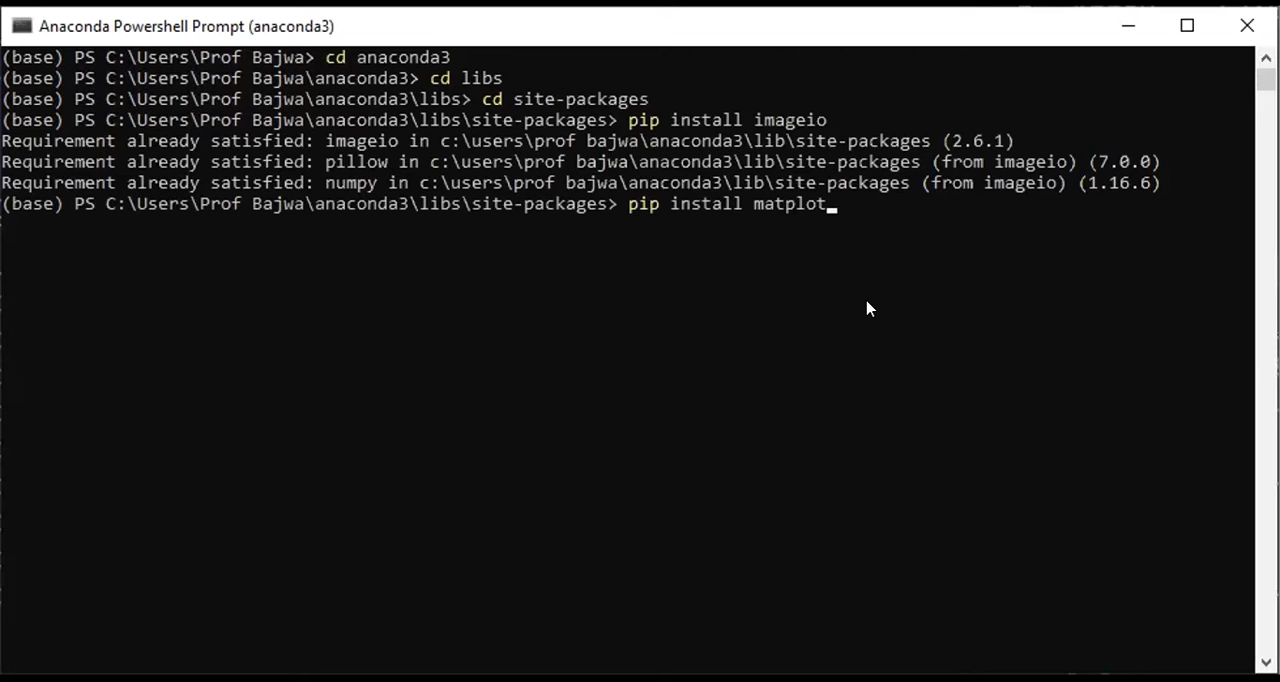 Anaconda Powershell Prompt (anaconda3)
(base) PS C:\Users\Prof Bajwa> cd anaconda3
(base) PS C:\Users\Prof Bajwa\anaconda3> cd libs
(base) PS C:\Users\Prof Bajwa\anaconda3\libs> cd site-packages
(base) PS C:\Users\Prof Bajwa\anaconda3\libs\site-packages> pip install imageio
Requirement already satisfied: imageio in c:\users\prof bajwa\anaconda3\lib\site-packages (2.6.1)
Requirement already satisfied: pillow in c:\users\prof bajwa\anaconda3\lib\site-packages (from imageio) (7.0.0)
Requirement already satisfied: numpy in c:\users\prof bajwa\anaconda3\lib\site-packages (from imageio) (1.16.6)
(base) PS C:\Users\Prof Bajwa\anaconda3\libs\site-packages> pip install matplot